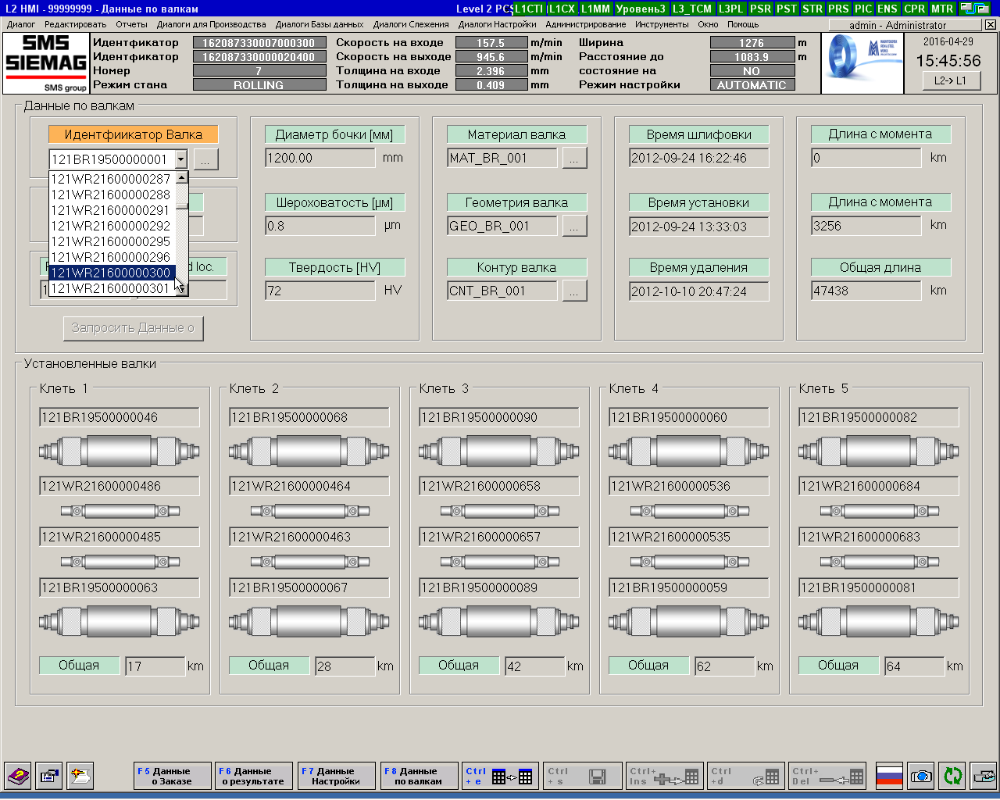 L2 HMI - 99999999 - Данные по валкам Level 2 PCS L1CTI L1CX L1MM Уровень3 L3_TCM L3PL PSR PST STR PRS PIC ENS CPR MTR
Диалог Редактировать Отчеты Диалоги для Производства Диалоги Базы данных Диалоги Слежения Диалоги Настройки Администрирование Инструменты Окно Помощь admin - Administrator
SMS SIEMAG
SMS group
Идентификатор 162087330007000300 Скорость на входе 157.5 m/min Ширина 1276 m
Идентификатор 162087330000020400 Скорость на выходе 945.6 m/min Расстояние до 1083.9 m
Номер 7 Толщина на входе 2.396 mm состояние на NO
Режим стана ROLLING Толщина на выходе 0.409 mm Режим настройки AUTOMATIC
2016-04-29
15:45:56
L2-> L1
Данные по валкам
Идентфиикатор Валка Диаметр бочки [мм] Материал валка Время шлифовки Длина с момента
121BR19500000001 ... 1200.00 mm MAT_BR_001 ... 2012-09-24 16:22:46 0 km
121WR21600000287
121WR21600000288
Шероховатость [µм] Геометрия валка Время установки Длина с момента
121WR21600000291
121WR21600000292 0.8 µm GEO_BR_001 ... 2012-09-24 13:33:03 3256 km
121WR21600000295
121WR21600000296
121WR21600000300 loc. Твердость [HV] Контур валка Время удаления Общая длина
121WR21600000301 72 HV CNT_BR_001 ... 2012-10-10 20:47:24 47438 km
Запросить Данные о
Установленные валки
Клеть 1 Клеть 2 Клеть 3 Клеть 4 Клеть 5
121BR19500000046 121BR19500000068 121BR19500000090 121BR19500000060 121BR19500000082
121WR21600000486 121WR21600000464 121WR21600000658 121WR21600000536 121WR21600000684
121WR21600000485 121WR21600000463 121WR21600000657 121WR21600000535 121WR21600000683
121BR19500000063 121BR19500000067 121BR19500000089 121BR19500000059 121BR19500000081
Общая 17 km Общая 28 km Общая 42 km Общая 62 km Общая 64 km
F5 Данные о Заказе F6 Данные о результате F7 Данные Настройки F8 Данные по валкам Ctrl + e Ctrl + s Ctrl+ Ins Ctrl +d Ctrl+ Del